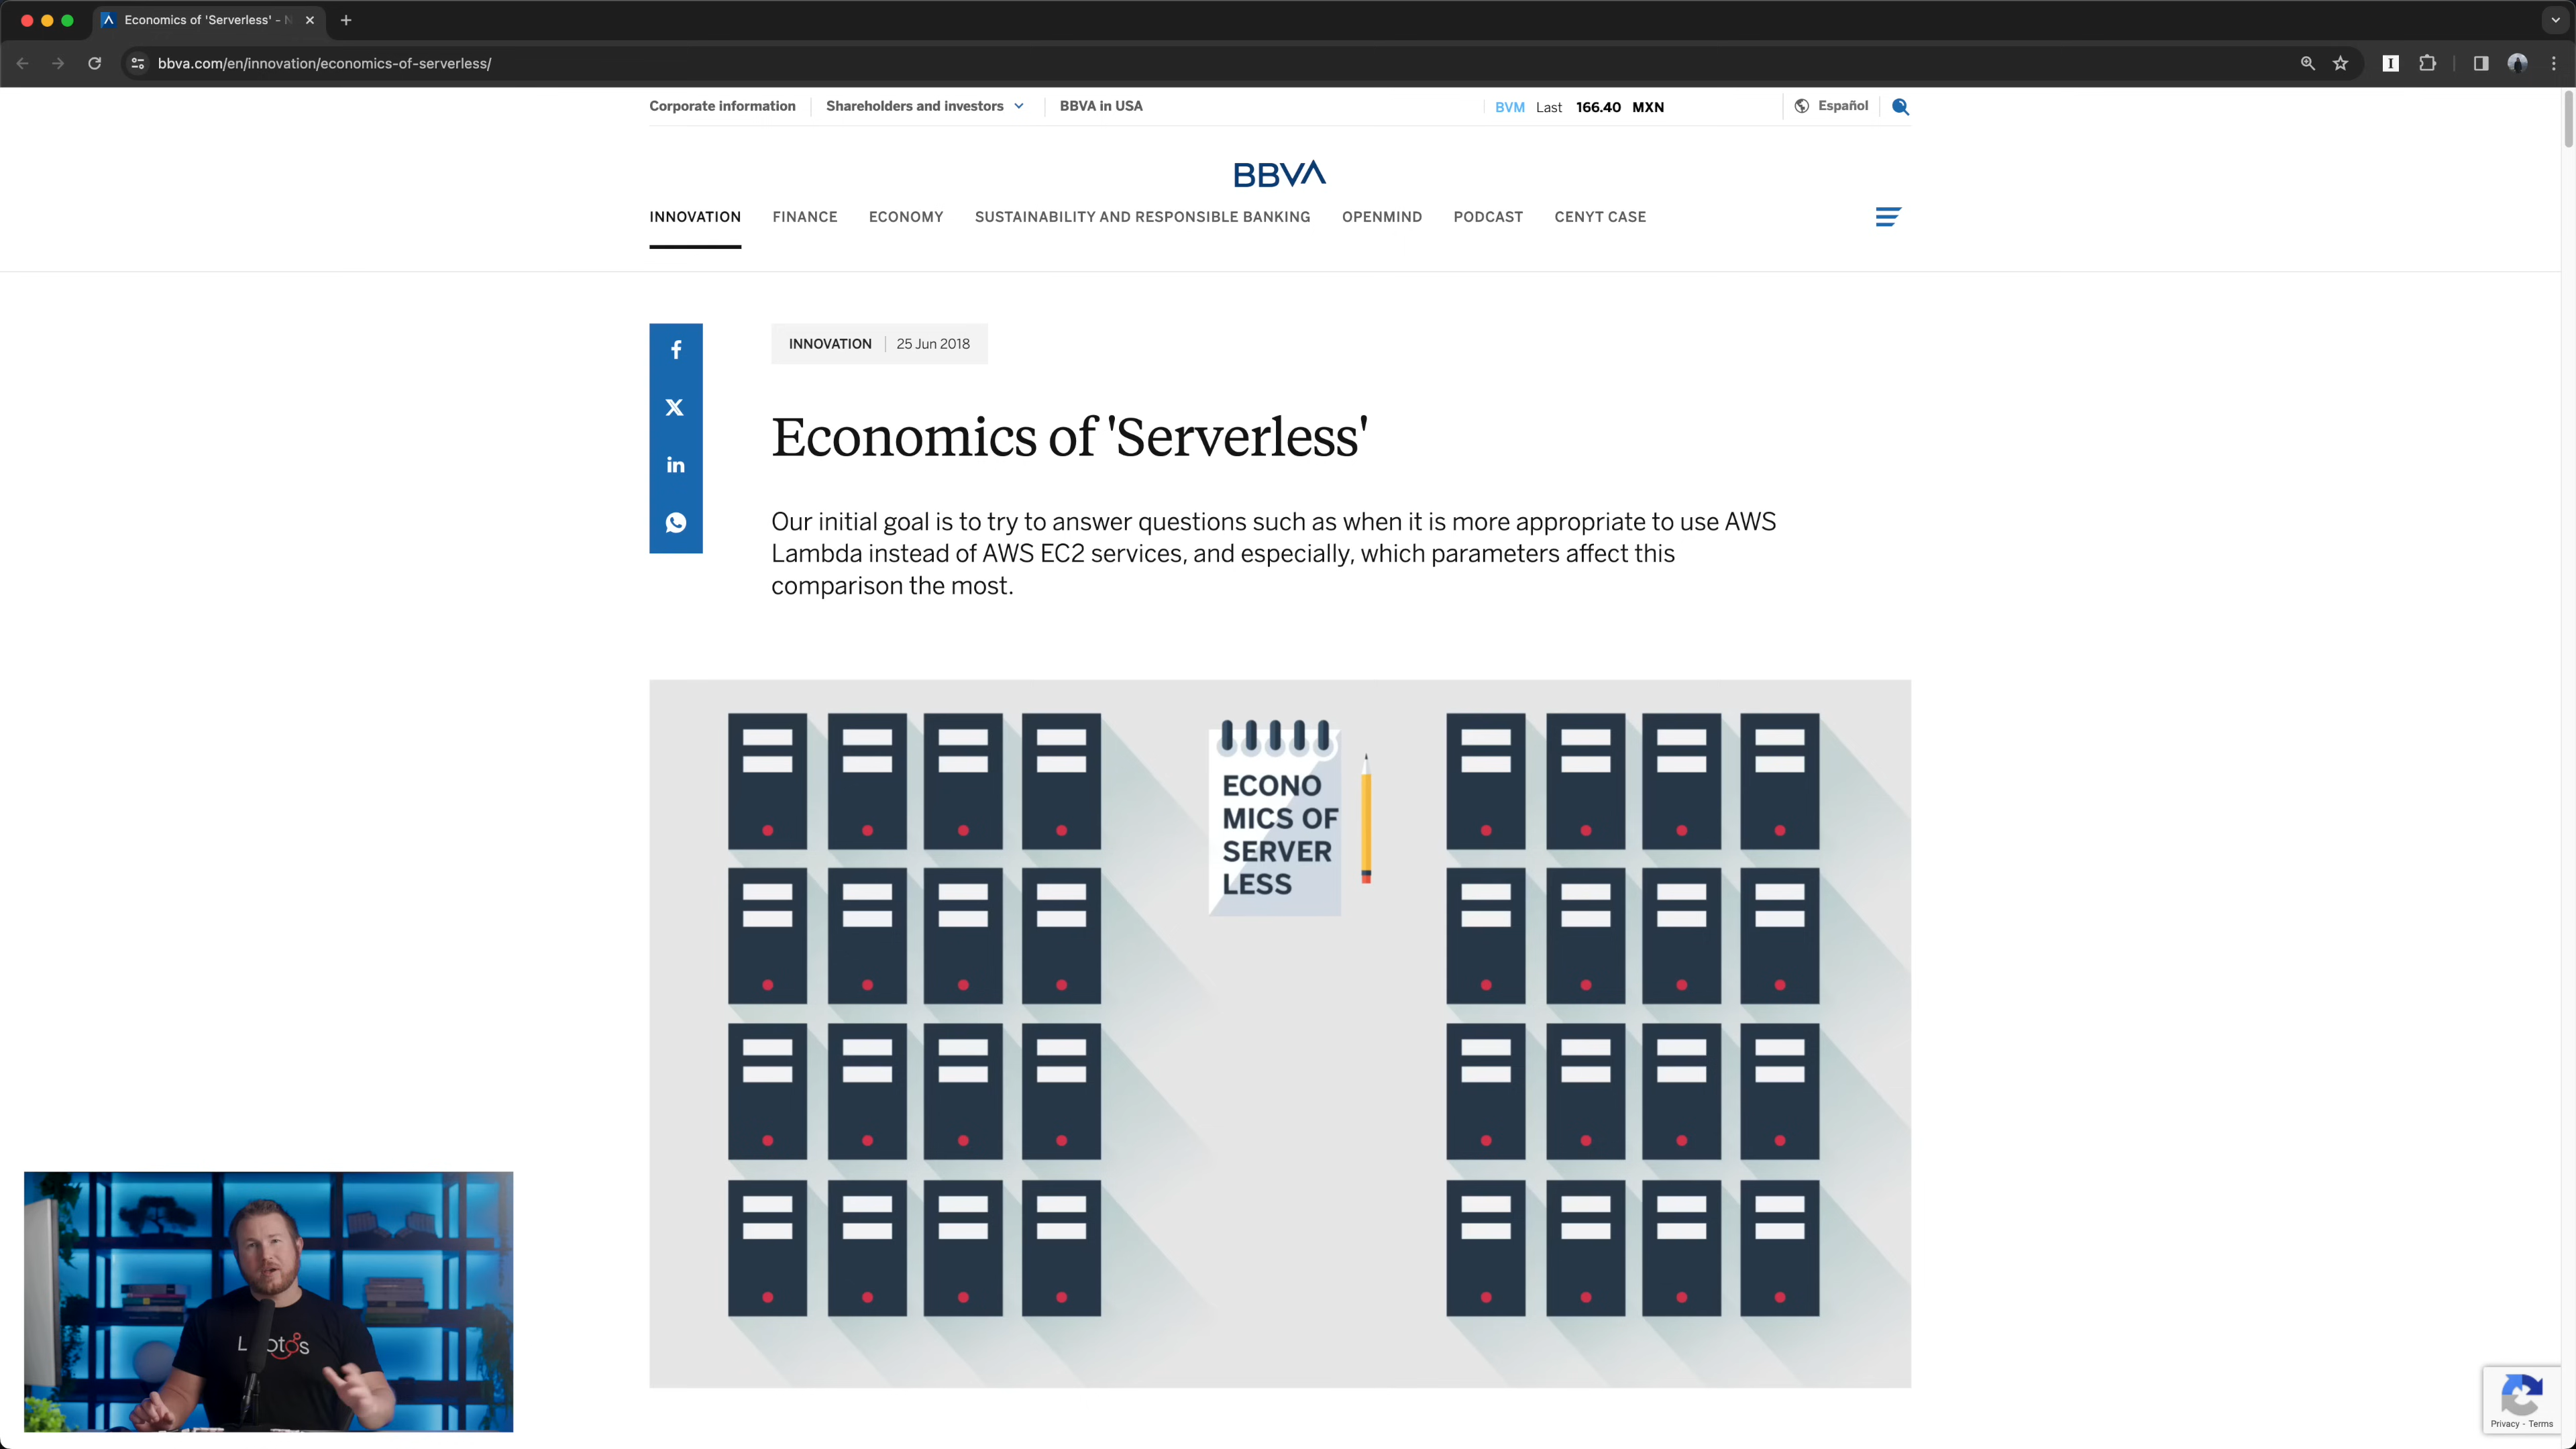 Economics of 'Serverless' - N
bbva.com/en/innovation/economics-of-serverless/
Corporate information Shareholders and investors BBVA in USA BVM Last 166.40 MXN Español
BBVA
INNOVATION FINANCE ECONOMY SUSTAINABILITY AND RESPONSIBLE BANKING OPENMIND PODCAST CENYT CASE
INNOVATION 25 Jun 2018
Economics of 'Serverless'
Our initial goal is to try to answer questions such as when it is more appropriate to use AWS
Lambda instead of AWS EC2 services, and especially, which parameters affect this
comparison the most.
ECONO
MICS OF
SERVER
LESS
Privacy - Terms